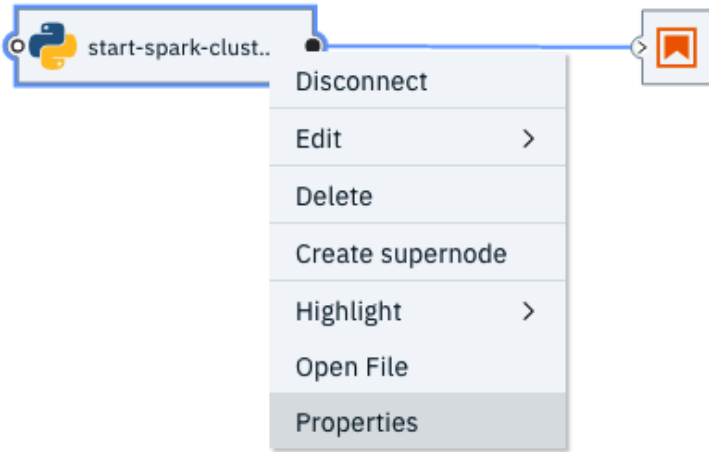 start-spark-clust..
Disconnect
Edit
Delete
Create supernode
Highlight
Open File
Properties